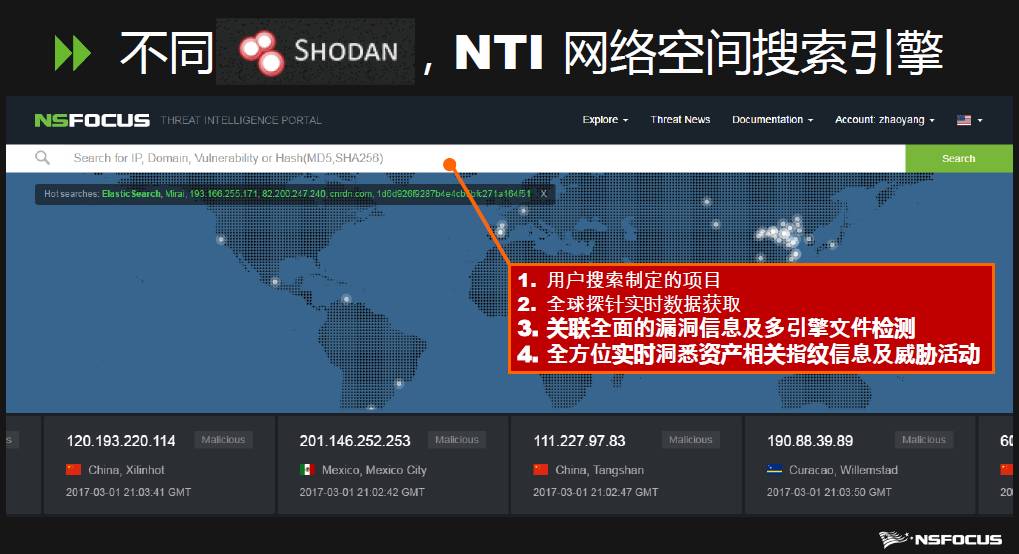 不同 SHODAN , NTI 网络空间搜索引擎
NSFOCUS THREAT INTELLIGENCE PORTAL Explore Threat News Documentation Account: zhaoyang
Search for IP, Domain, Vulnerability or Hash(MD5,SHA256) Search
Hot searches: ElasticSearch, Mirai, 193.166.255.171, 82.200.247.240, cnrdn.com, X
1. 用户搜索制定的项目
2. 全球探针实时数据获取
3. 关联全面的漏洞信息及多引擎文件检测
4. 全方位实时洞悉资产相关指纹信息及威胁活动
s 120.193.220.114 Malicious 201.146.252.253 Malicious 111.227.97.83 Malicious 190.88.39.89 Malicious 60
China, Xilinhot Mexico, Mexico City China, Tangshan Curacao, Willemstad
2017-03-01 21:03:41 GMT 2017-03-01 21:02:42 GMT 2017-03-01 21:02:47 GMT 2017-03-01 21:03:50 GMT 20
NSFOCUS